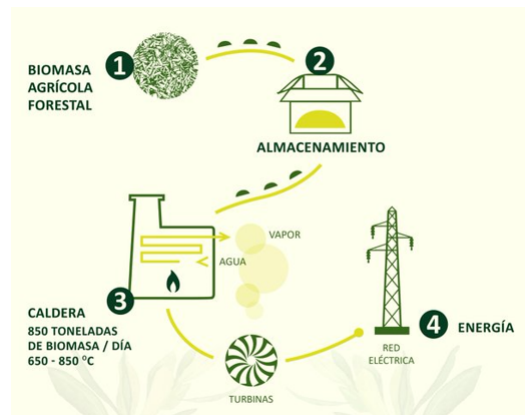 1
BIOMASA
AGRÍCOLA
FORESTAL
2
ALMACENAMIENTO
VAPOR
AGUA
3
CALDERA
850 TONELADAS
DE BIOMASA / DÍA
650 - 850 °C
TURBINAS
4
ENERGÍA
RED
ELÉCTRICA